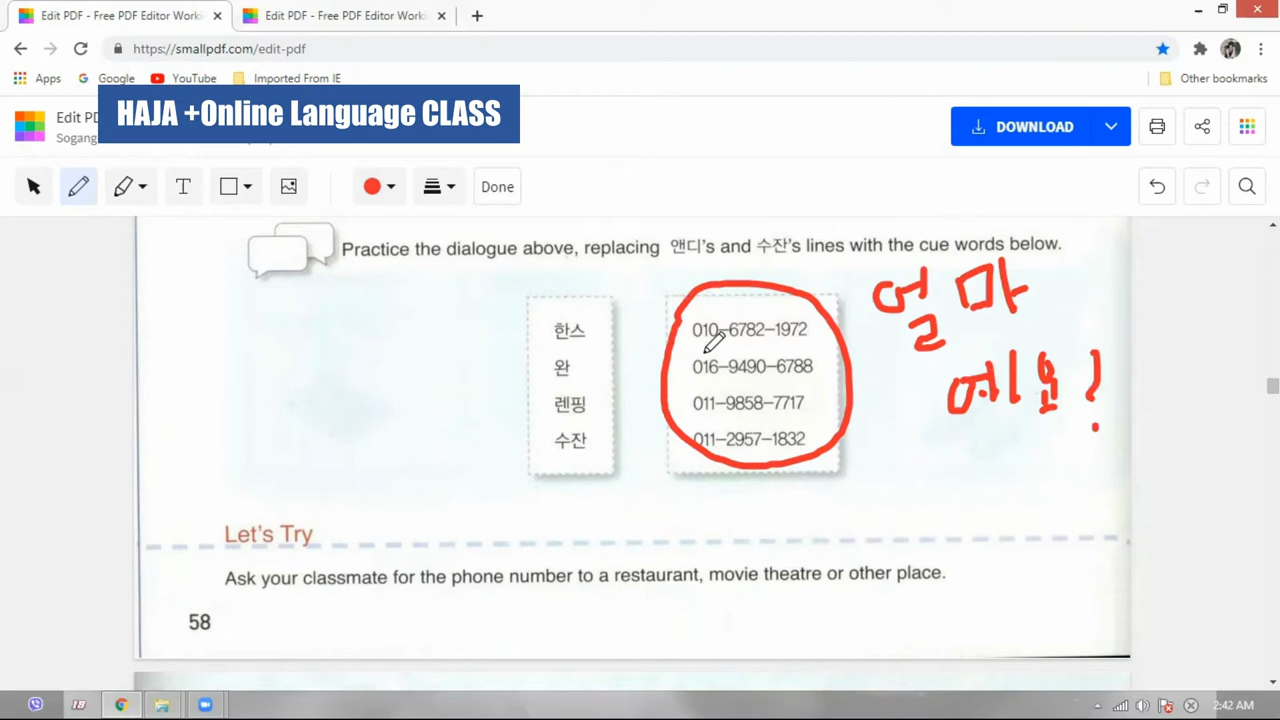 Edit PDF - Free PDF Editor Worki
Edit PDF - Free PDF Editor Worki
https://smallpdf.com/edit-pdf
Apps Google YouTube Imported From IE Other bookmarks
HAJA +Online Language CLASS
Edit PD
Sogang
DOWNLOAD
T
Done
Practice the dialogue above, replacing 앤디's and 수잔's lines with the cue words below.
한스 010-6782-1972
완 016-9490-6788
렌핑 011-9858-7717
수잔 011-2957-1832
얼마
예요?
Let's Try
Ask your classmate for the phone number to a restaurant, movie theatre or other place.
58
2:42 AM